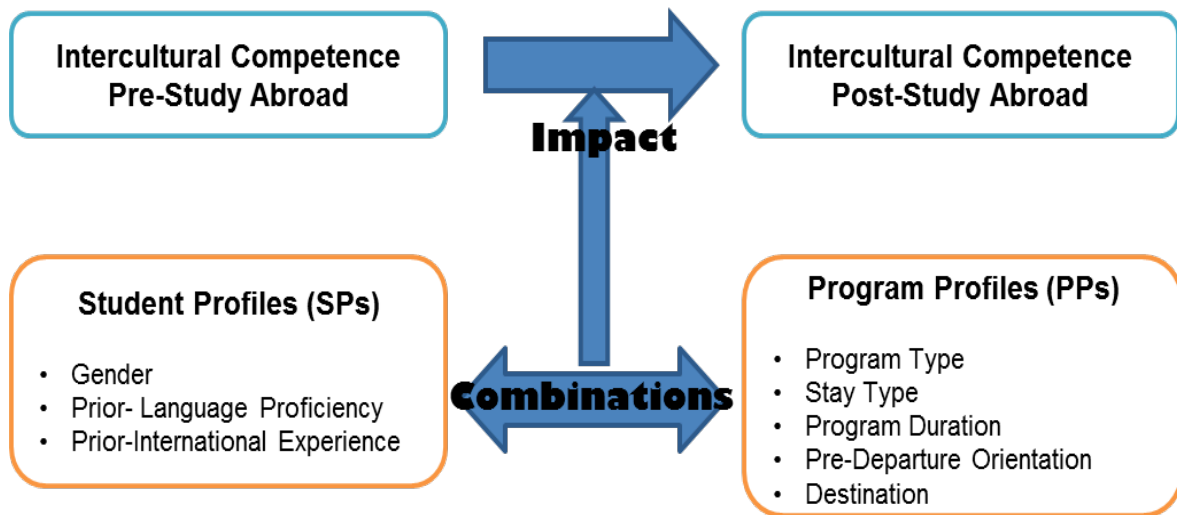 Intercultural Competence
Pre-Study Abroad
Intercultural Competence
Post-Study Abroad
Impact
Student Profiles (SPs)
• Gender
• Prior- Language Proficiency
• Prior-International Experience
Combinations
Program Profiles (PPs)
• Program Type
• Stay Type
• Program Duration
• Pre-Departure Orientation
• Destination